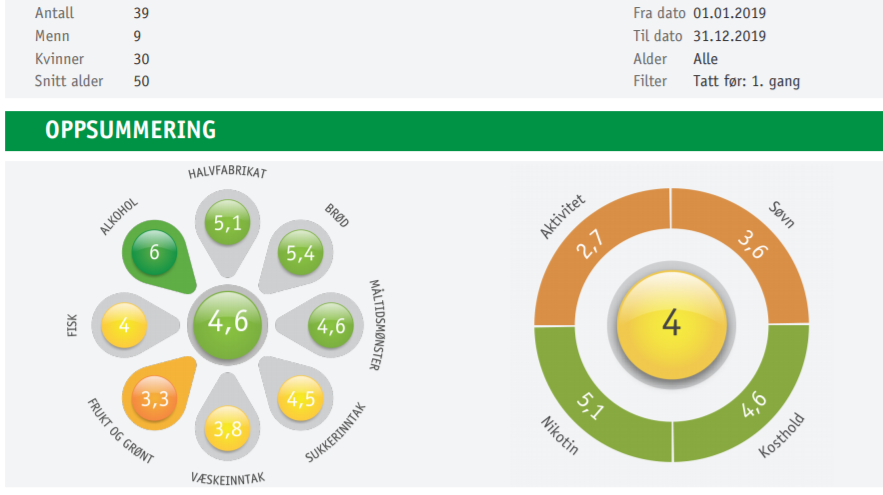 Antall 39
Menn 9
Kvinner 30
Snitt alder 50
Fra dato 01.01.2019
Til dato 31.12.2019
Alder Alle
Filter Tatt før: 1. gang
OPPSUMMERING
HALVFABRIKAT
5,1
BRØD
5,4
MÅLTIDSMØNSTER
4,6
SUKKERINNTAK
4,5
VÆSKEINNTAK
3,8
FRUKT OG GRØNT
3,3
FISK
4
ALKOHOL
6
4,6
Aktivitet
2,7
Søvn
3,6
Kosthold
4,6
Nikotin
5,1
4